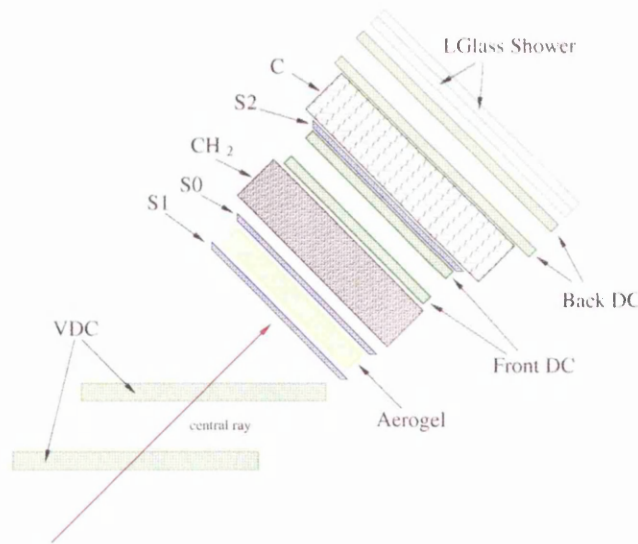 LGlass Shower
C
S2
CH 2
S0
S1
Back DC
VDC
Front DC
Aerogel
central ray